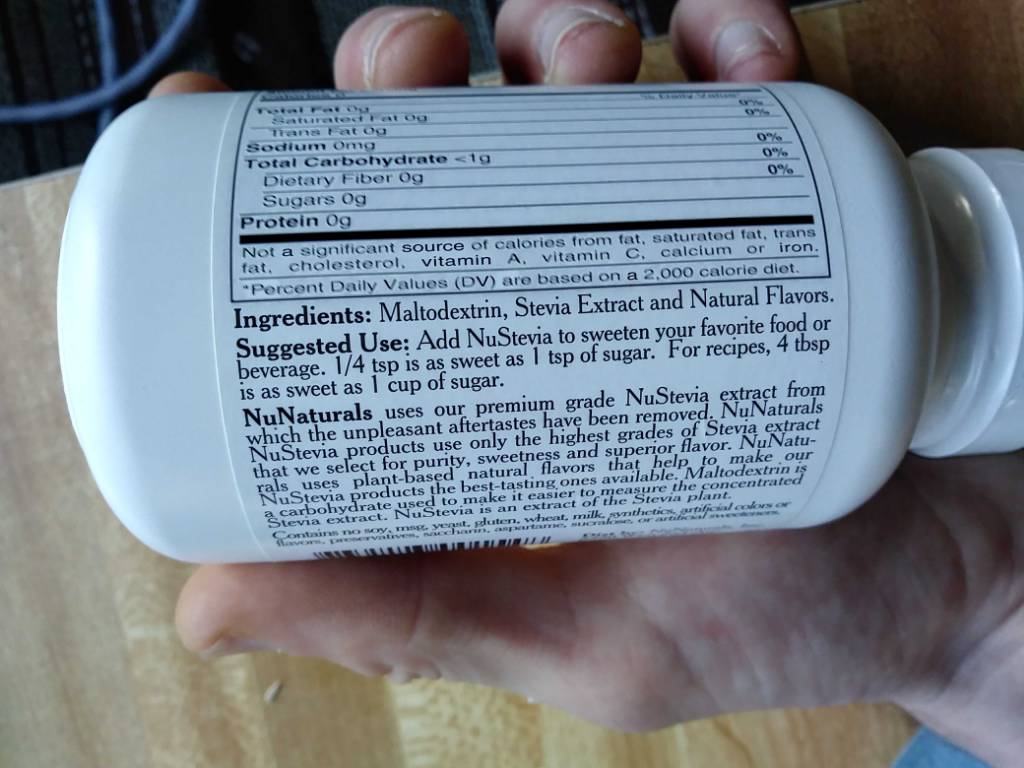 % Daily Value*
Total Fat 0g 0%
Saturated Fat 0g 0%
Trans Fat 0g
Sodium 0mg 0%
Total Carbohydrate <1g 0%
Dietary Fiber 0g 0%
Sugars 0g
Protein 0g
Not a significant source of calories from fat, saturated fat, trans
fat, cholesterol, vitamin A, vitamin C, calcium or iron.
*Percent Daily Values (DV) are based on a 2,000 calorie diet.
Ingredients: Maltodextrin, Stevia Extract and Natural Flavors.
Suggested Use: Add NuStevia to sweeten your favorite food or
beverage. 1/4 tsp is as sweet as 1 tsp of sugar. For recipes, 4 tbsp
is as sweet as 1 cup of sugar.
NuNaturals uses our premium grade NuStevia extract from
which the unpleasant aftertastes have been removed. NuNaturals
NuStevia products use only the highest grades of Stevia extract
that we select for purity, sweetness and superior flavor. NuNatu-
rals uses plant-based natural flavors that help to make our
NuStevia products the best-tasting ones available. Maltodextrin is
a carbohydrate used to make it easier to measure the concentrated
Stevia extract. NuStevia is an extract of the Stevia plant.
Contains no soy, msg, yeast, gluten, wheat, milk, synthetics, artificial colors or
flavors, preservatives, saccharin, aspartame, sucralose, or artificial sweeteners.